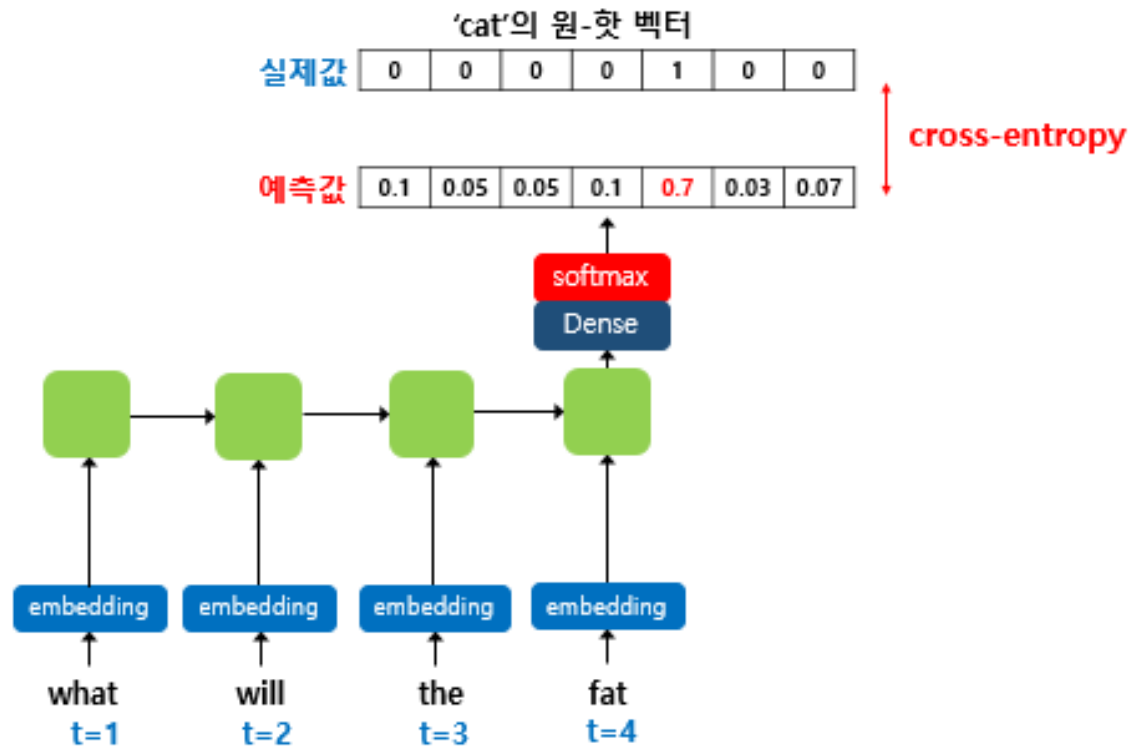 'cat'의 원-핫 벡터
실제값 0 0 0 0 1 0 0
cross-entropy
예측값 0.1 0.05 0.05 0.1 0.7 0.03 0.07
softmax
Dense
embedding embedding embedding embedding
what will the fat
t=1 t=2 t=3 t=4